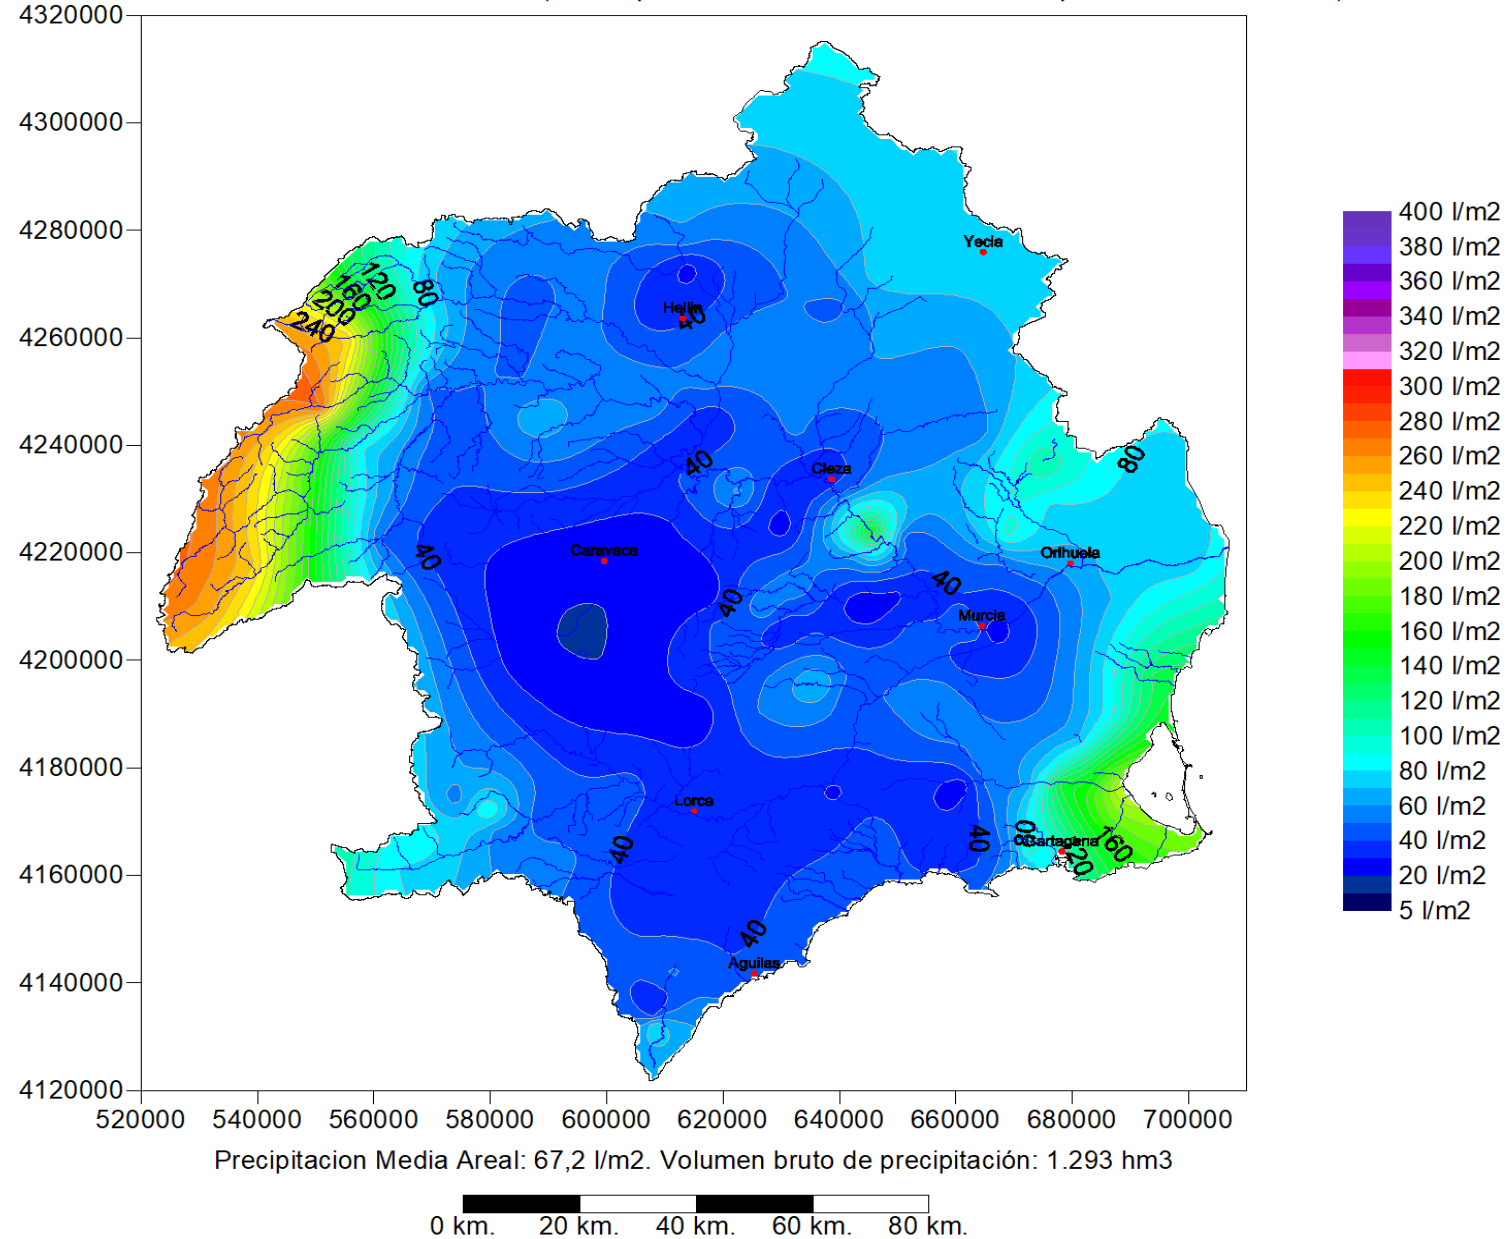 4320000
4300000
4280000
4260000
4240000
4220000
4200000
4180000
4160000
4140000
4120000
520000 540000 560000 580000 600000 620000 640000 660000 680000 700000
Yecla
120
160
200
240
80
Hellin
40
80
40
Cieza
40
Caravaca
Orihuela
40
40
Murcia
Lorca
40
40
80
Cartagena
120
160
40
Aguilas
400 l/m2
380 l/m2
360 l/m2
340 l/m2
320 l/m2
300 l/m2
280 l/m2
260 l/m2
240 l/m2
220 l/m2
200 l/m2
180 l/m2
160 l/m2
140 l/m2
120 l/m2
100 l/m2
80 l/m2
60 l/m2
40 l/m2
20 l/m2
5 l/m2
Precipitacion Media Areal: 67,2 l/m2. Volumen bruto de precipitación: 1.293 hm3
0 km. 20 km. 40 km. 60 km. 80 km.